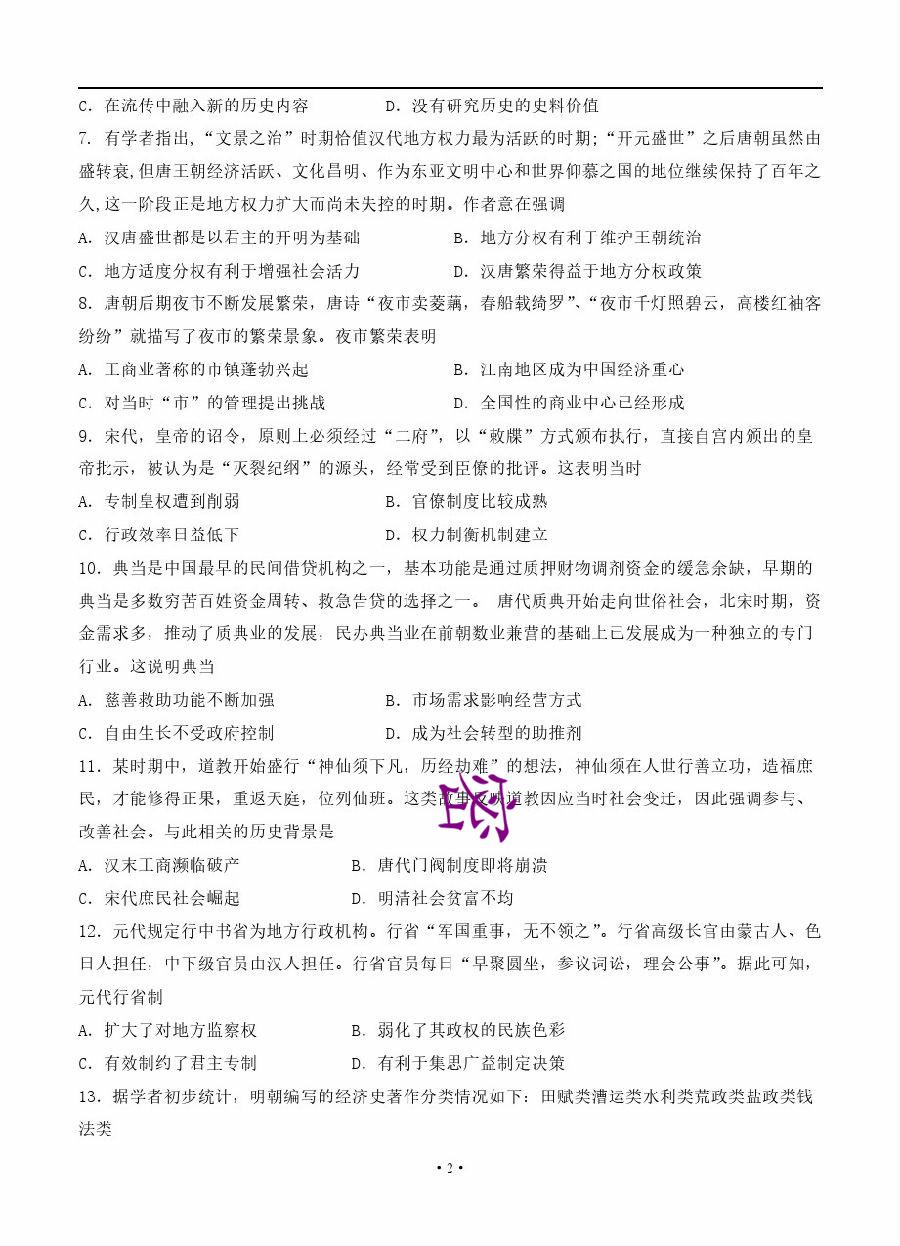 C．在流传中融入新的历史内容 D．没有研究历史的史料价值
7．有学者指出，“文景之治”时期恰值汉代地方权力最为活跃的时期；“开元盛世”之后唐朝虽然由
盛转衰，但唐王朝经济活跃、文化昌明、作为东亚文明中心和世界仰慕之国的地位继续保持了百年之
久，这一阶段正是地方权力扩大而尚未失控的时期。作者意在强调
A．汉唐盛世都是以君主的开明为基础 B．地方分权有利于维护王朝统治
C．地方适度分权有利于增强社会活力 D．汉唐繁荣得益于地方分权政策
8．唐朝后期夜市不断发展繁荣，唐诗“夜市卖菱藕，春船载绮罗”、“夜市千灯照碧云，高楼红袖客
纷纷”就描写了夜市的繁荣景象。夜市繁荣表明
A．工商业著称的市镇蓬勃兴起 B．江南地区成为中国经济重心
C．对当时“市”的管理提出挑战 D．全国性的商业中心已经形成
9．宋代，皇帝的诏令，原则上必须经过“二府”，以“敕牒”方式颁布执行，直接自宫内颁出的皇
帝批示，被认为是“灭裂纪纲”的源头，经常受到臣僚的批评。这表明当时
A．专制皇权遭到削弱 B．官僚制度比较成熟
C．行政效率日益低下 D．权力制衡机制建立
10．典当是中国最早的民间借贷机构之一，基本功能是通过质押财物调剂资金的缓急余缺，早期的
典当是多数穷苦百姓资金周转、救急告贷的选择之一。 唐代质典开始走向世俗社会，北宋时期，资
金需求多，推动了质典业的发展，民办典当业在前朝数业兼营的基础上已发展成为一种独立的专门
行业。这说明典当
A．慈善救助功能不断加强 B．市场需求影响经营方式
C．自由生长不受政府控制 D．成为社会转型的助推剂
11．某时期中，道教开始盛行“神仙须下凡，历经劫难”的想法，神仙须在人世行善立功，造福庶
民，才能修得正果，重返天庭，位列仙班。这类故事反映道教因应当时社会变迁，因此强调参与、
改善社会。与此相关的历史背景是
A．汉末工商濒临破产 B．唐代门阀制度即将崩溃
C．宋代庶民社会崛起 D．明清社会贫富不均
12．元代规定行中书省为地方行政机构。行省“军国重事，无不领之”。行省高级长官由蒙古人、色
目人担任，中下级官员由汉人担任。行省官员每日“早聚圆坐，参议词讼，理会公事”。据此可知，
元代行省制
A．扩大了对地方监察权 B．弱化了其政权的民族色彩
C．有效制约了君主专制 D．有利于集思广益制定决策
13．据学者初步统计，明朝编写的经济史著作分类情况如下：田赋类漕运类水利类荒政类盐政类钱
法类
·2·